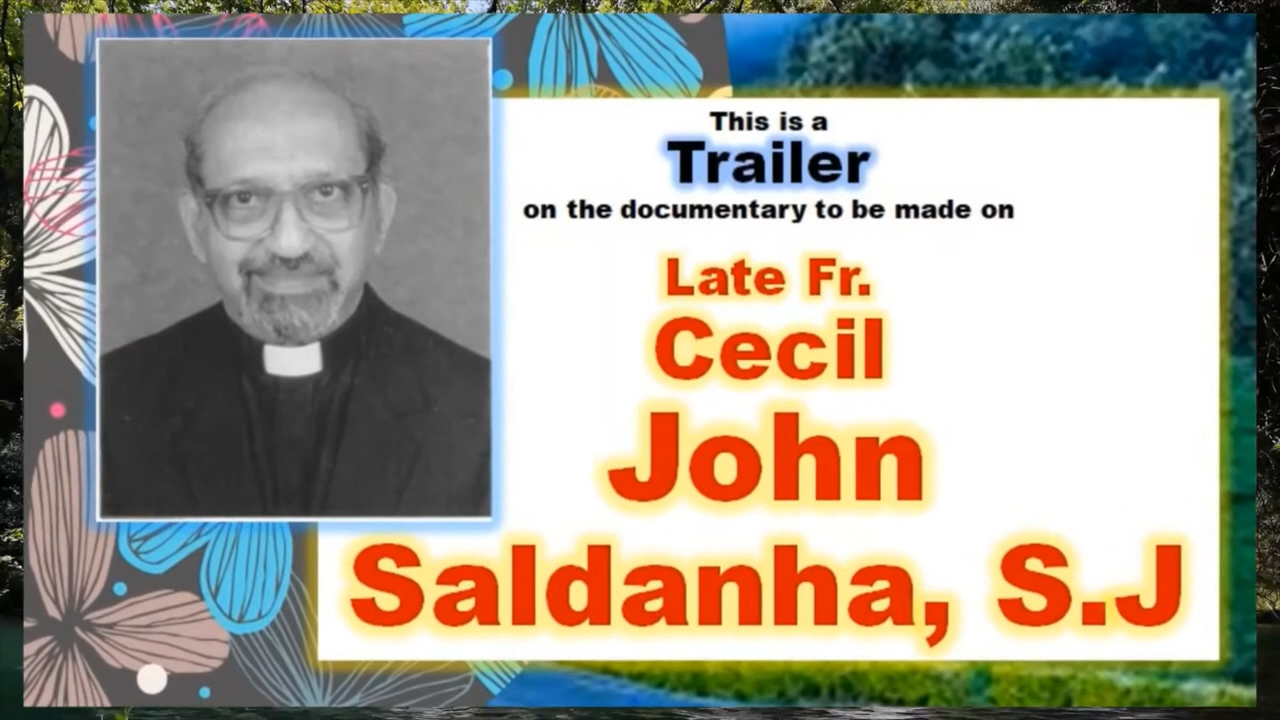 This is a
Trailer
on the documentary to be made on
Late Fr.
Cecil
John
Saldanha, S.J